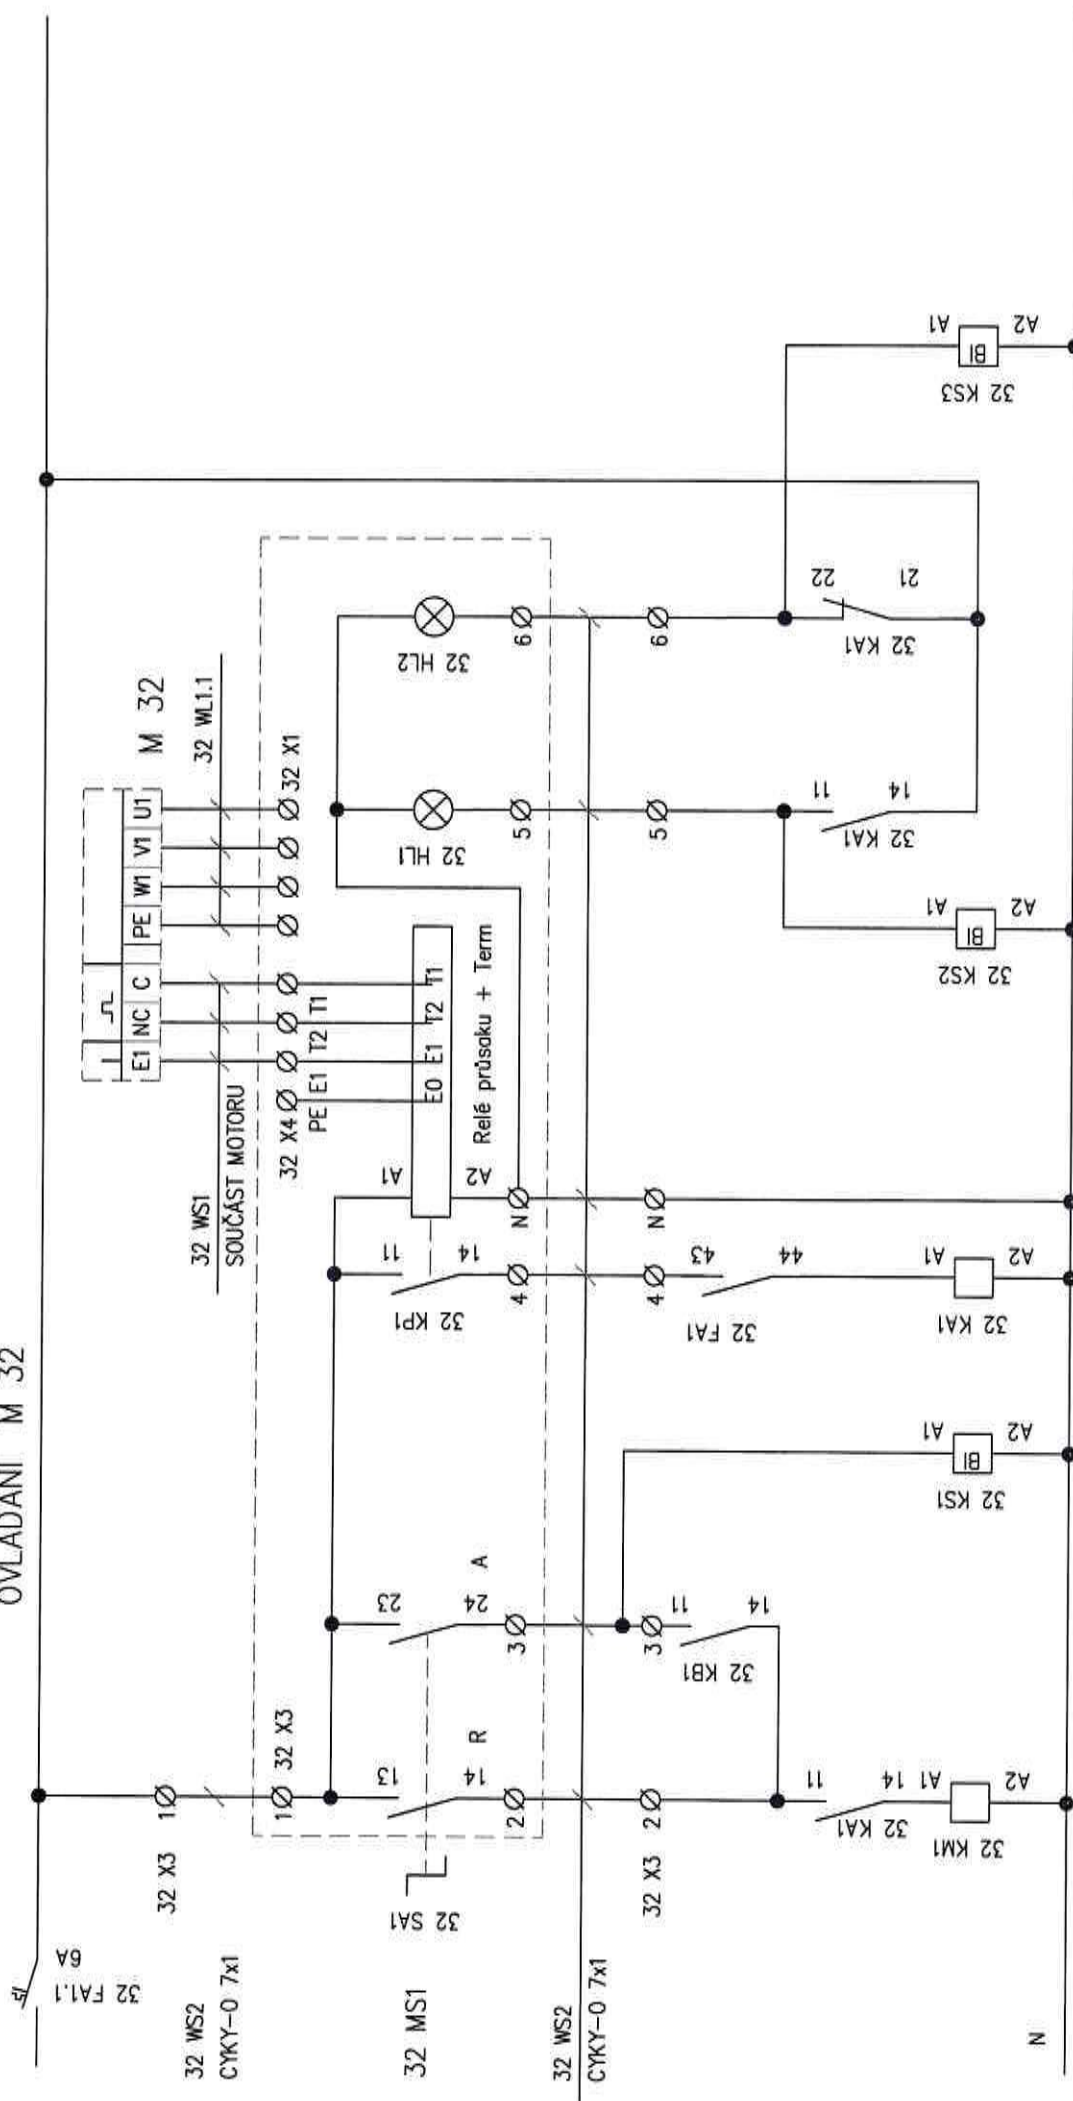 OVLÁDÁNÍ M 32
32 FA1.1
6A
32 X3
1
32 WS2
CYKY-O 7x1
1
32 X3
32 MS1
32 SA1
13
14
R
23
24
A
2
3
32 WS2
CYKY-O 7x1
32 X3
2
3
11
14
32 KB1
11
14
32 KA1
A1
A2
32 KM1
N
A1
BI
A2
32 KS1
11
14
32 KP1
4
4
43
44
32 FA1
A1
A2
32 KA1
32 WS1
SOUČÁST MOTORU
E1
NC
C
PE
W1
V1
U1
M 32
32 WL1.1
32 X4
PE
E1
T2
T1
32 X1
A1
A2
E0
E1
T2
T1
Relé průsaku + Term
N
N
32 HL1
32 HL2
5
6
5
6
11
14
32 KA1
22
21
32 KA1
A1
BI
A2
32 KS2
A1
BI
A2
32 KS3